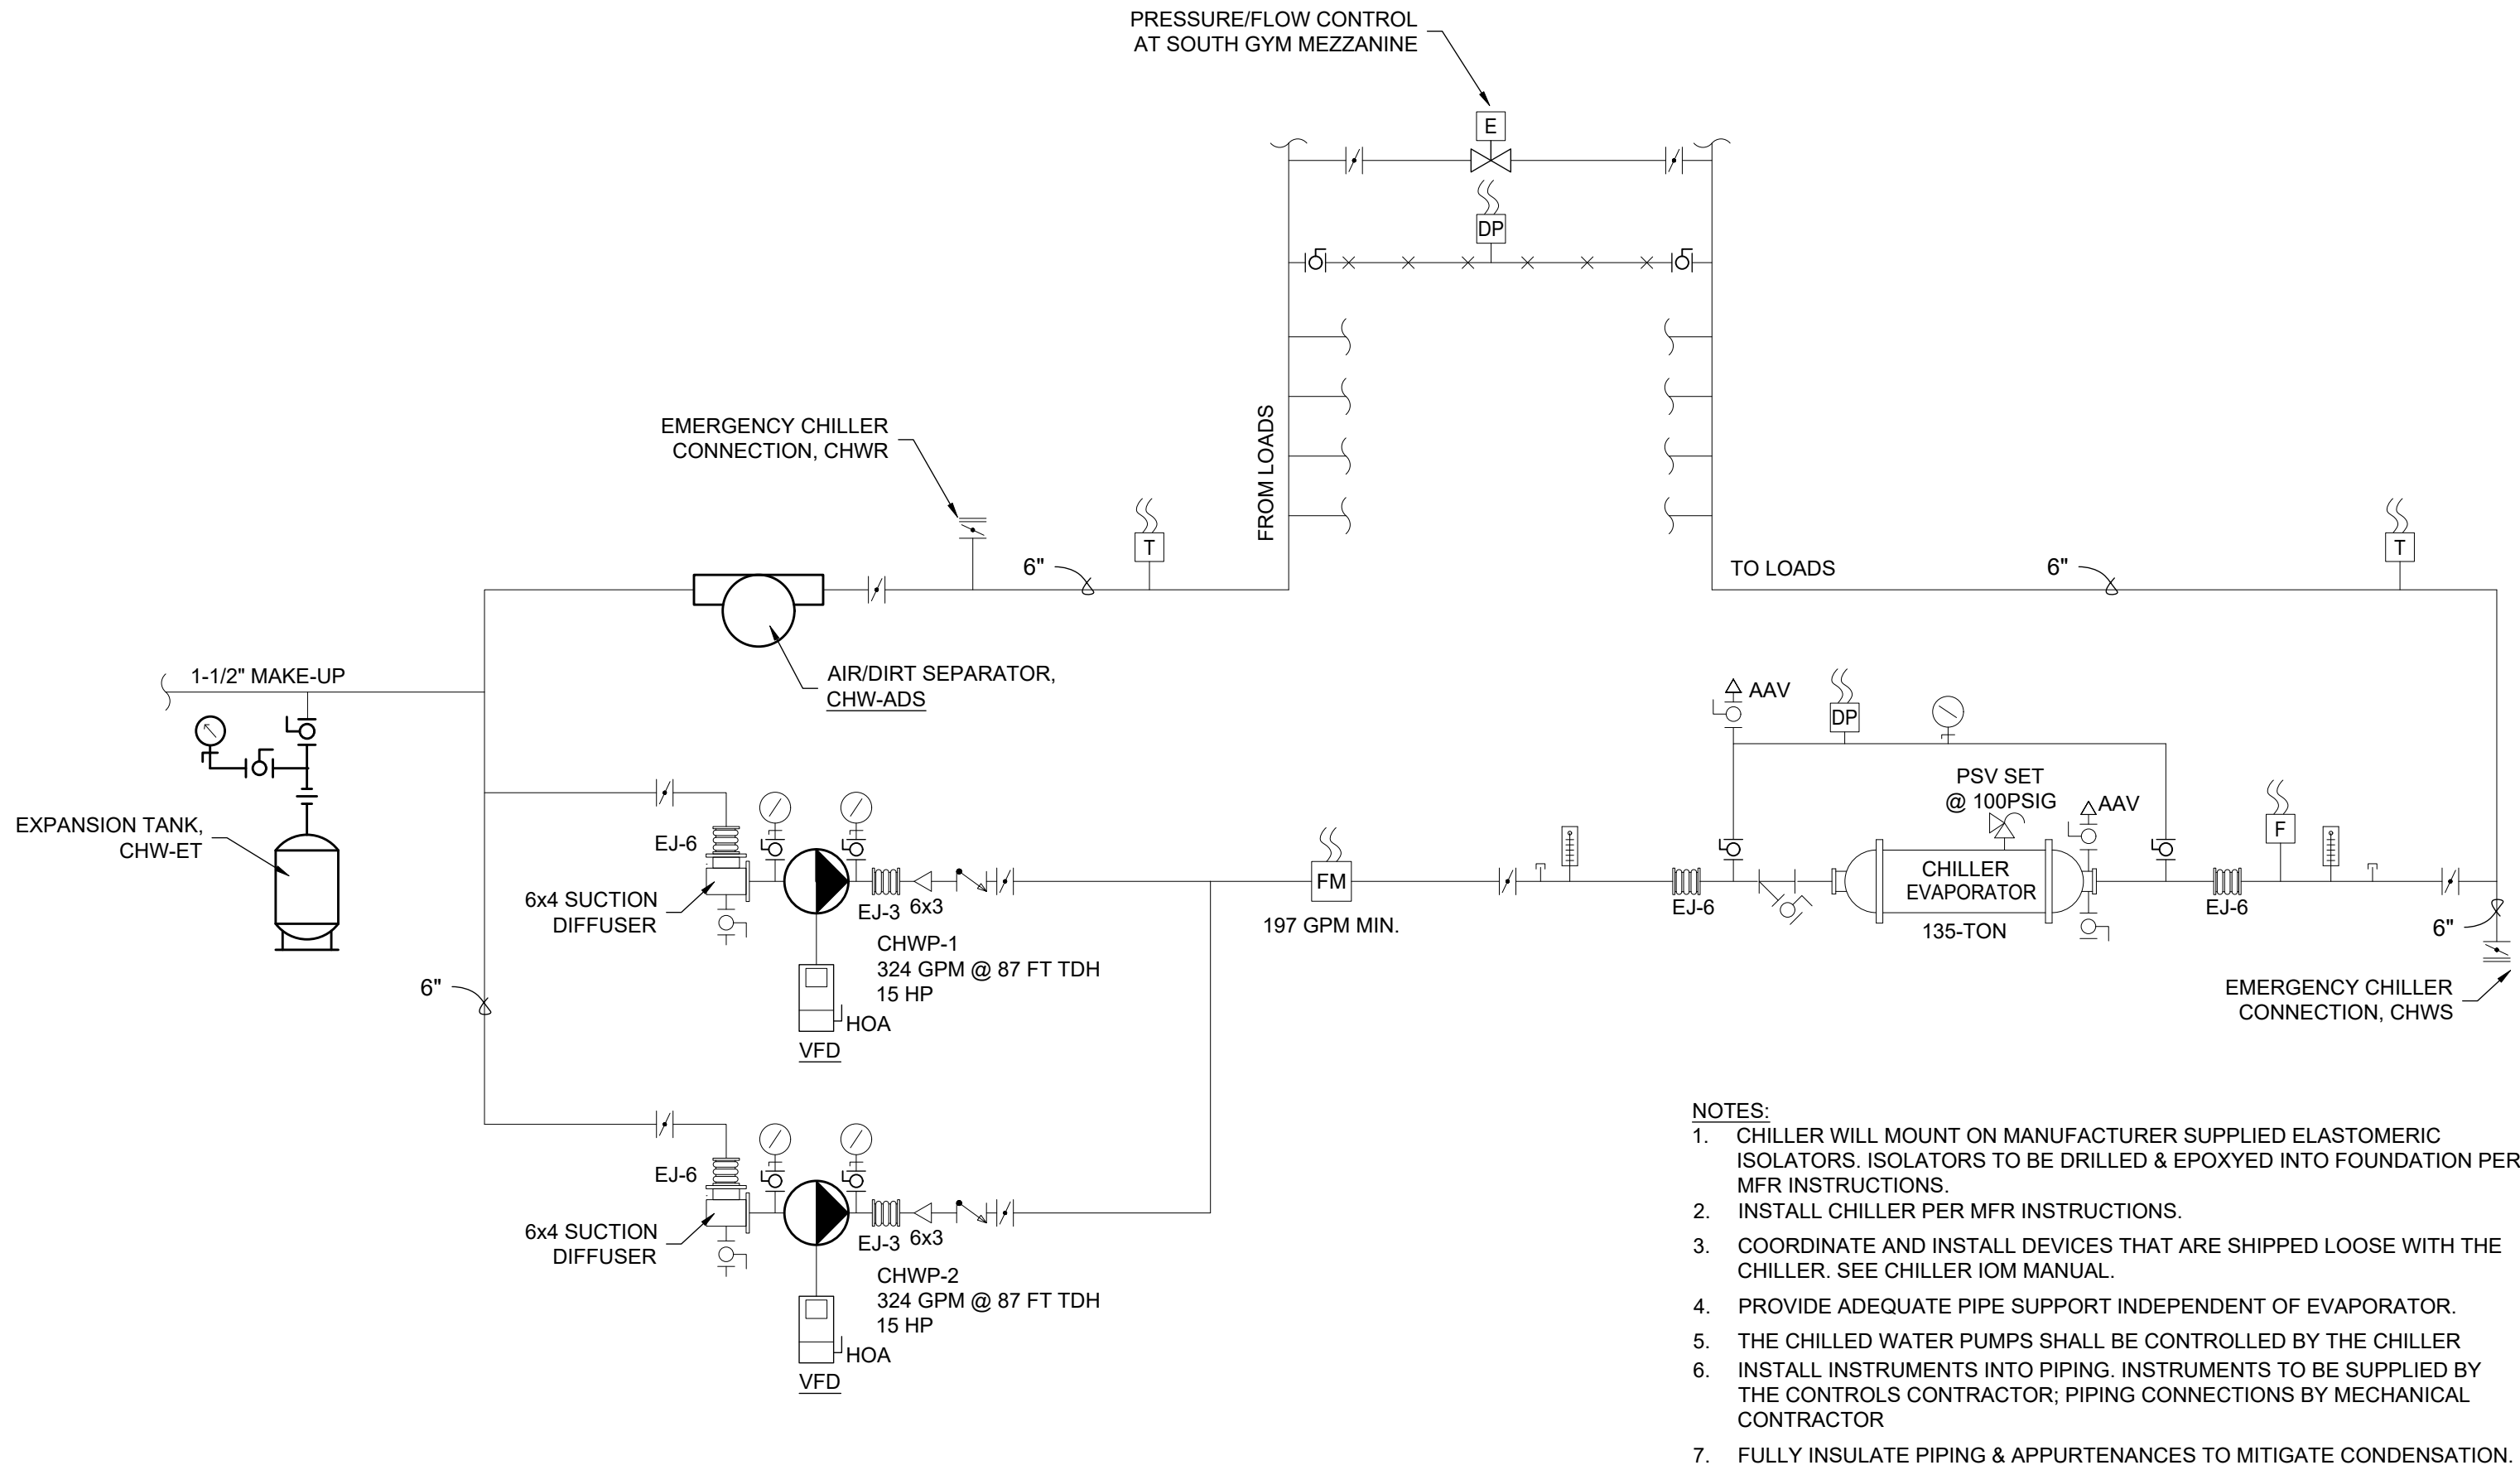 PRESSURE/FLOW CONTROL
AT SOUTH GYM MEZZANINE
E
DP
EMERGENCY CHILLER
CONNECTION, CHWR
FROM LOADS
6"
T
TO LOADS
6"
T
1-1/2" MAKE-UP
AIR/DIRT SEPARATOR,
CHW-ADS
AAV
DP
PSV SET
@ 100PSIG
AAV
F
EXPANSION TANK,
CHW-ET
EJ-6
6x4 SUCTION
DIFFUSER
EJ-3 6x3
FM
197 GPM MIN.
EJ-6
CHILLER
EVAPORATOR
135-TON
EJ-6
6"
CHWP-1
324 GPM @ 87 FT TDH
15 HP
HOA
VFD
6"
EMERGENCY CHILLER
CONNECTION, CHWS
EJ-6
6x4 SUCTION
DIFFUSER
EJ-3 6x3
CHWP-2
324 GPM @ 87 FT TDH
15 HP
HOA
VFD
NOTES:
1. CHILLER WILL MOUNT ON MANUFACTURER SUPPLIED ELASTOMERIC
ISOLATORS. ISOLATORS TO BE DRILLED & EPOXYED INTO FOUNDATION PER
MFR INSTRUCTIONS.
2. INSTALL CHILLER PER MFR INSTRUCTIONS.
3. COORDINATE AND INSTALL DEVICES THAT ARE SHIPPED LOOSE WITH THE
CHILLER. SEE CHILLER IOM MANUAL.
4. PROVIDE ADEQUATE PIPE SUPPORT INDEPENDENT OF EVAPORATOR.
5. THE CHILLED WATER PUMPS SHALL BE CONTROLLED BY THE CHILLER
6. INSTALL INSTRUMENTS INTO PIPING. INSTRUMENTS TO BE SUPPLIED BY
THE CONTROLS CONTRACTOR; PIPING CONNECTIONS BY MECHANICAL
CONTRACTOR
7. FULLY INSULATE PIPING & APPURTENANCES TO MITIGATE CONDENSATION.